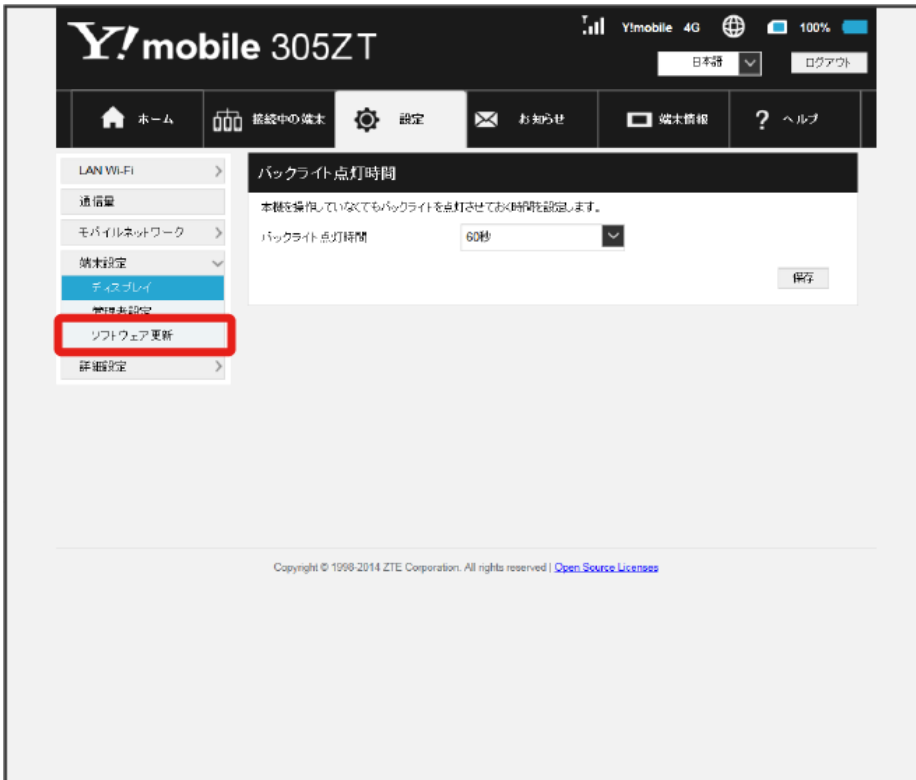 Y!mobile 305ZT
Y!mobile 4G 100%
日本語 ログアウト
ホーム 接続中の端末 設定 お知らせ 端末情報 ? ヘルプ
LAN Wi-Fi
通信量
モバイルネットワーク
端末設定
ディスプレイ
管理者設定
ソフトウェア更新
詳細設定
バックライト点灯時間
本機を操作していなくてもバックライトを点灯させておく時間を設定します。
バックライト点灯時間 60秒
保存
Copyright © 1998-2014 ZTE Corporation. All rights reserved | Open Source Licenses